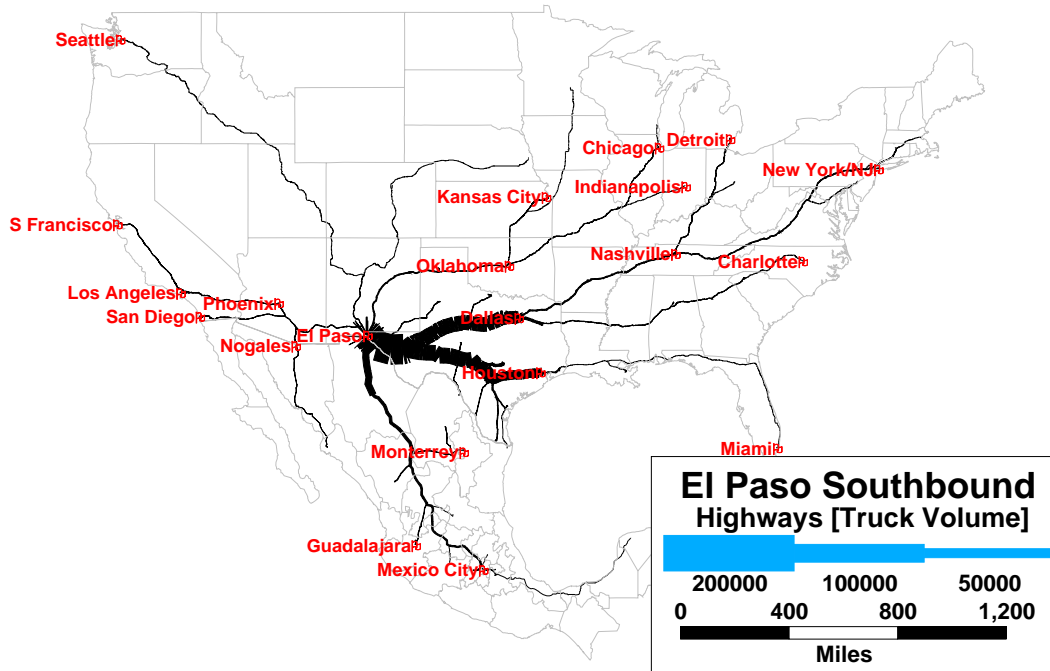 Seattle
Chicago
Detroit
New York/NJ
Kansas City
Indianapolis
S Francisco
Oklahoma
Nashville
Charlotte
Los Angeles
Phoenix
San Diego
Dallas
El Paso
Nogales
Houston
Monterrey
Miami
Guadalajara
Mexico City
El Paso Southbound
Highways [Truck Volume]
200000 100000 50000
0 400 800 1,200
Miles